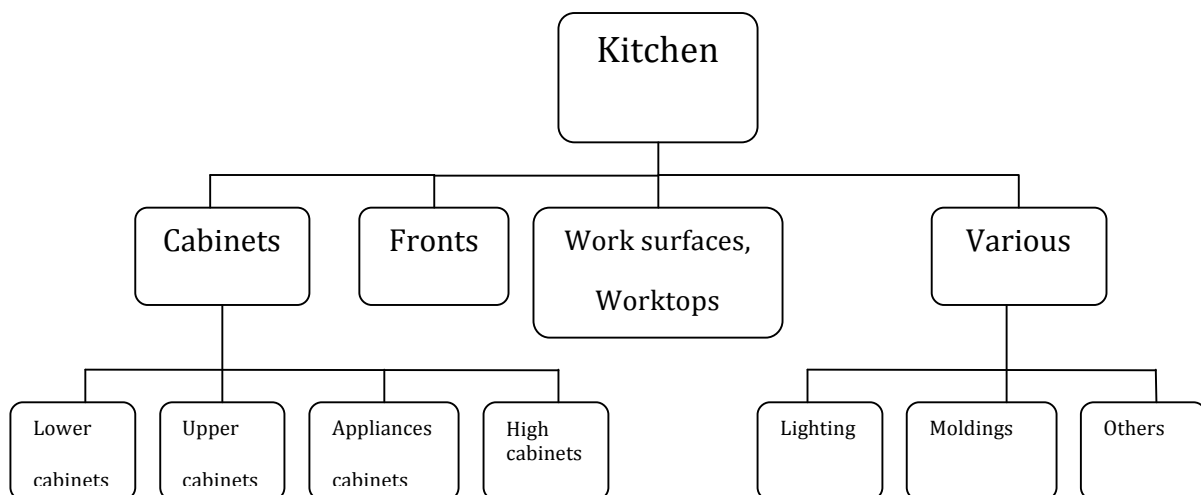 Kitchen
Cabinets
Fronts
Work surfaces,
Worktops
Various
Lower
cabinets
Upper
cabinets
Appliances
cabinets
High
cabinets
Lighting
Moldings
Others